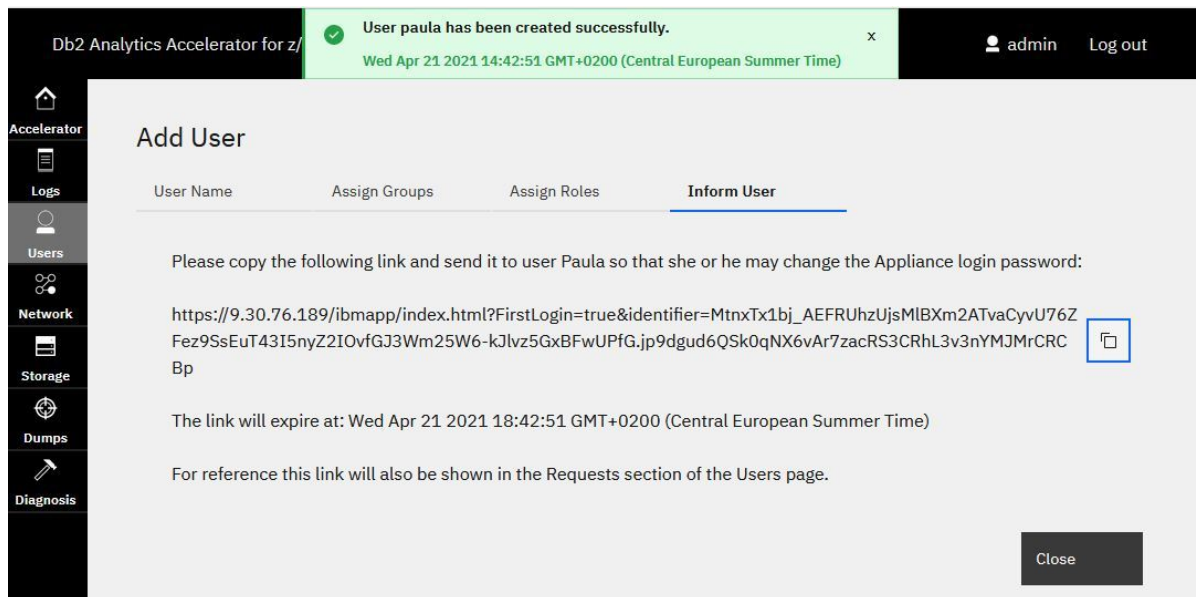 Db2 Analytics Accelerator for z/
User paula has been created successfully.
x
Wed Apr 21 2021 14:42:51 GMT+0200 (Central European Summer Time)
admin
Log out
Accelerator
Logs
Users
Network
Storage
Dumps
Diagnosis
Add User
User Name
Assign Groups
Assign Roles
Inform User
Please copy the following link and send it to user Paula so that she or he may change the Appliance login password:
https://9.30.76.189/ibmapp/index.html?FirstLogin=true&identifier=MtnxTx1bj_AEFRUhzUjsMlBXm2ATvaCyvU76Z
Fez9SsEuT43I5nyZ2IOvfGJ3Wm25W6-kJlvz5GxBFwUPfG.jp9dgud6QSk0qNX6vAr7zacRS3CRhL3v3nYMJMrCRC
Bp
The link will expire at: Wed Apr 21 2021 18:42:51 GMT+0200 (Central European Summer Time)
For reference this link will also be shown in the Requests section of the Users page.
Close